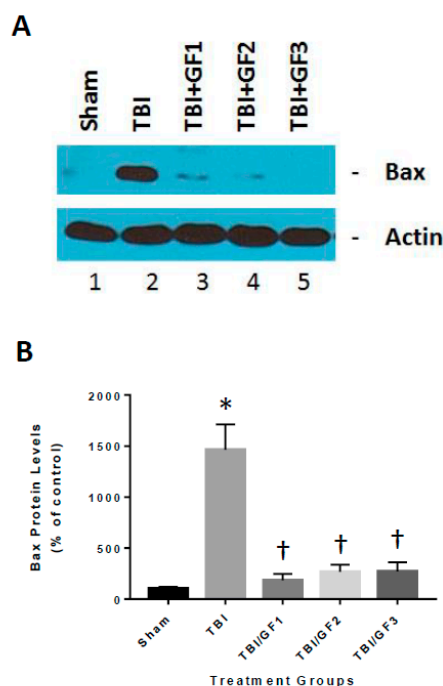 A
Sham
TBI
TBI+GF1
TBI+GF2
TBI+GF3
- Bax
- Actin
1 2 3 4 5
B
Bax Protein Levels
(% of control)
2000
1500
1000
500
0
*
†
†
†
Sham
TBI
TBI/GF1
TBI/GF2
TBI/GF3
Treatment Groups